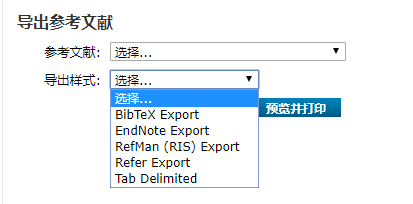 导出参考文献
参考文献: 选择...
导出样式: 选择...
选择...
BibTeX Export
预览并打印
EndNote Export
RefMan (RIS) Export
Refer Export
Tab Delimited